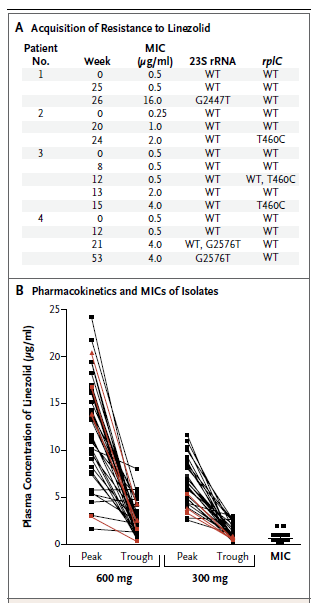 A Acquisition of Resistance to Linezolid
Patient No. Week MIC (µg/ml) 23S rRNA rplC
1 0 0.5 WT WT
25 0.5 WT WT
26 16.0 G2447T WT
2 0 0.25 WT WT
20 1.0 WT WT
24 2.0 WT T460C
3 0 0.5 WT WT
8 0.5 WT WT
12 0.5 WT WT, T460C
13 2.0 WT WT
15 4.0 WT T460C
4 0 0.5 WT WT
12 0.5 WT WT
21 4.0 WT, G2576T WT
53 4.0 G2576T WT
B Pharmacokinetics and MICs of Isolates
Plasma Concentration of Linezolid (µg/ml)
25
20
15
10
5
0
Peak Trough Peak Trough MIC
600 mg 300 mg